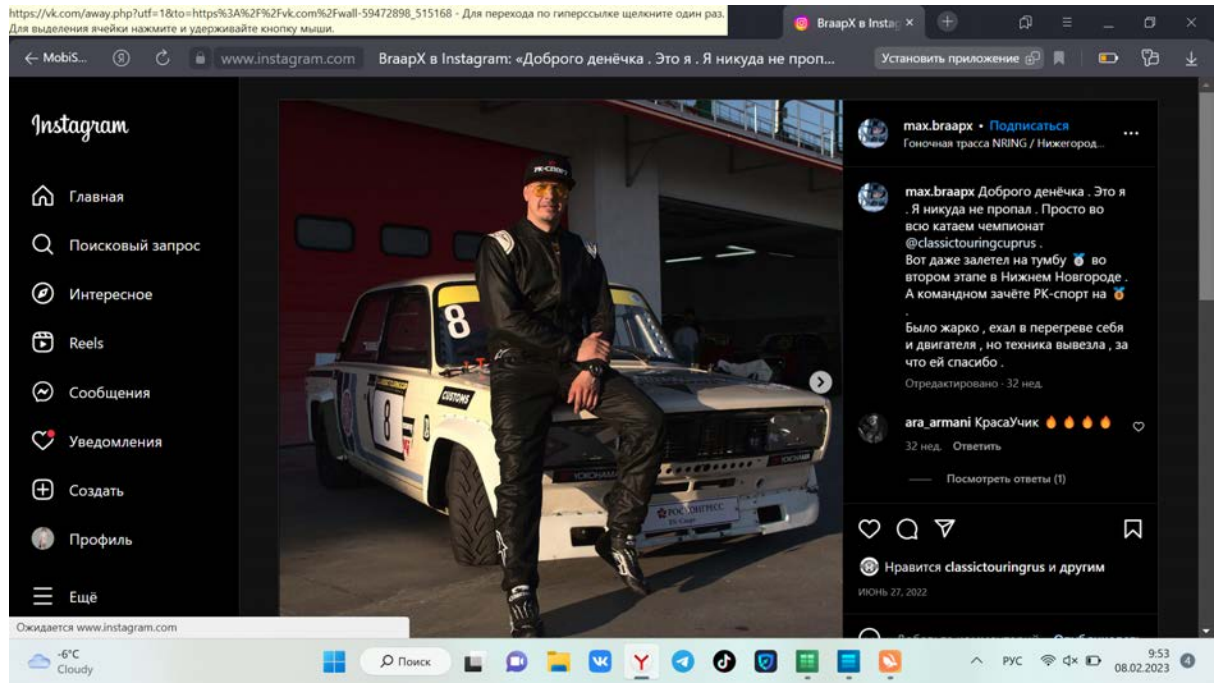 https://vk.com/away.php?utf=1&to=https%3A%2F%2Fvk.com%2Fwall-59472898_515168 - Для перехода по гиперссылке щелкните один раз.
Для выделения ячейки нажмите и удерживайте кнопку мыши.
BraapX в Instag
MobiS...
www.instagram.com
BraapX в Instagram: «Доброго денёчка . Это я . Я никуда не проп...
Установить приложение
Instagram
Главная
Поисковый запрос
Интересное
Reels
Сообщения
Уведомления
Создать
Профиль
Ещё
Ожидается www.instagram.com
РК-СПОРТ
8
8
CUSTOMS
YOKOHAMA
РОСКОНГРЕСС
max.braapx • Подписаться
Гоночная трасса NRING / Нижегород...
max.braapx Доброго денёчка . Это я
. Я никуда не пропал . Просто во
всю катаем чемпионат
@classictouringcuprus .
Вот даже залетел на тумбу 🥈 во
втором этапе в Нижнем Новгороде .
А командном зачёте РК-спорт на 🥉
.
Было жарко , ехал в перегреве себя
и двигателя , но техника вывезла , за
что ей спасибо .
Отредактировано · 32 нед.
ara_armani КрасаУчик 🔥🔥🔥🔥
32 нед. Ответить
Посмотреть ответы (1)
Нравится classictouringrus и другим
ИЮНЬ 27, 2022
-6°C
Cloudy
Поиск
РУС
9:53
08.02.2023
4